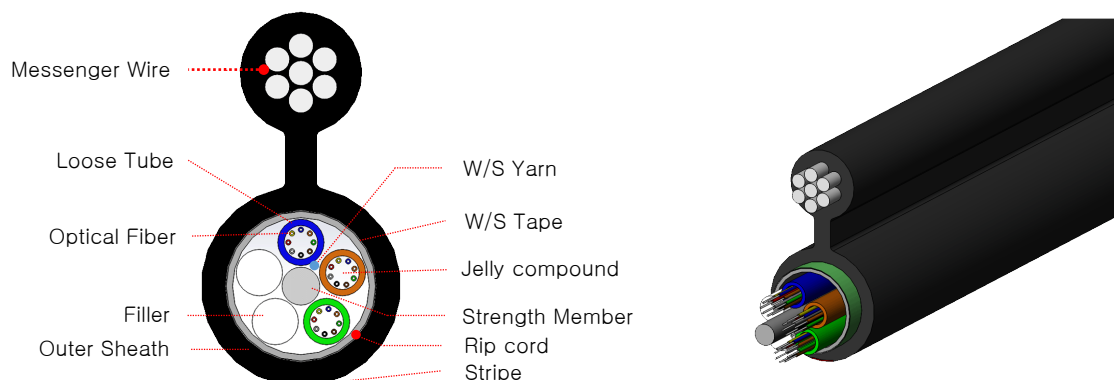 Messenger Wire
Loose Tube
Optical Fiber
Filler
Outer Sheath
W/S Yarn
W/S Tape
Jelly compound
Strength Member
Rip cord
Stripe